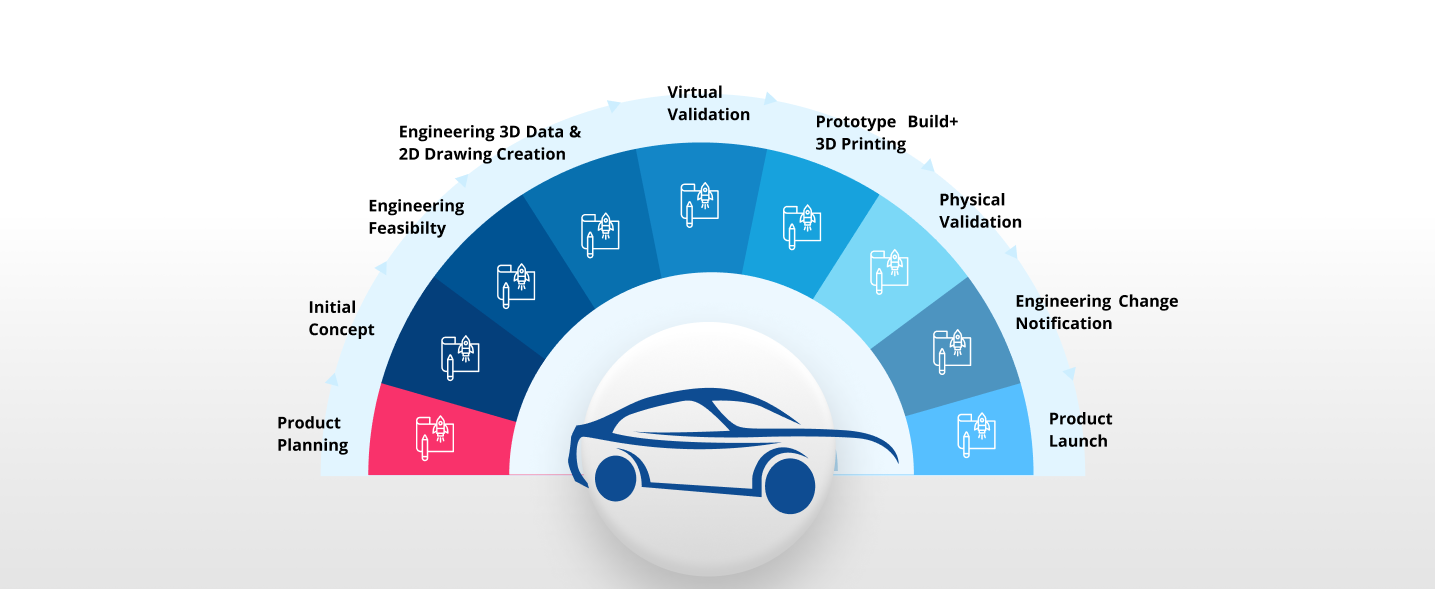 Product
Planning
Initial
Concept
Engineering
Feasibilty
Engineering 3D Data &
2D Drawing Creation
Virtual
Validation
Prototype Build+
3D Printing
Physical
Validation
Engineering Change
Notification
Product
Launch